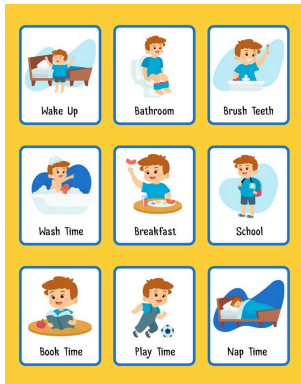 Wake Up
Bathroom
Brush Teeth
Wash Time
Breakfast
School
Book Time
Play Time
Nap Time